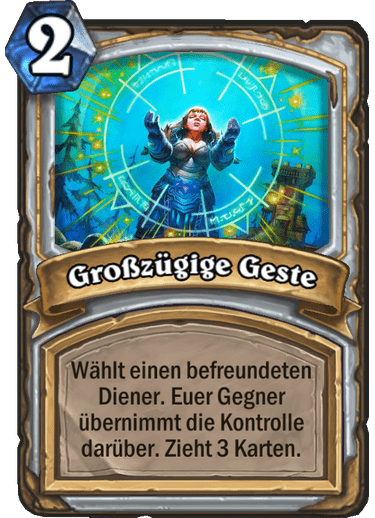 2
Großzügige Geste
Wählt einen befreundeten
Diener. Euer Gegner
übernimmt die Kontrolle
darüber. Zieht 3 Karten.